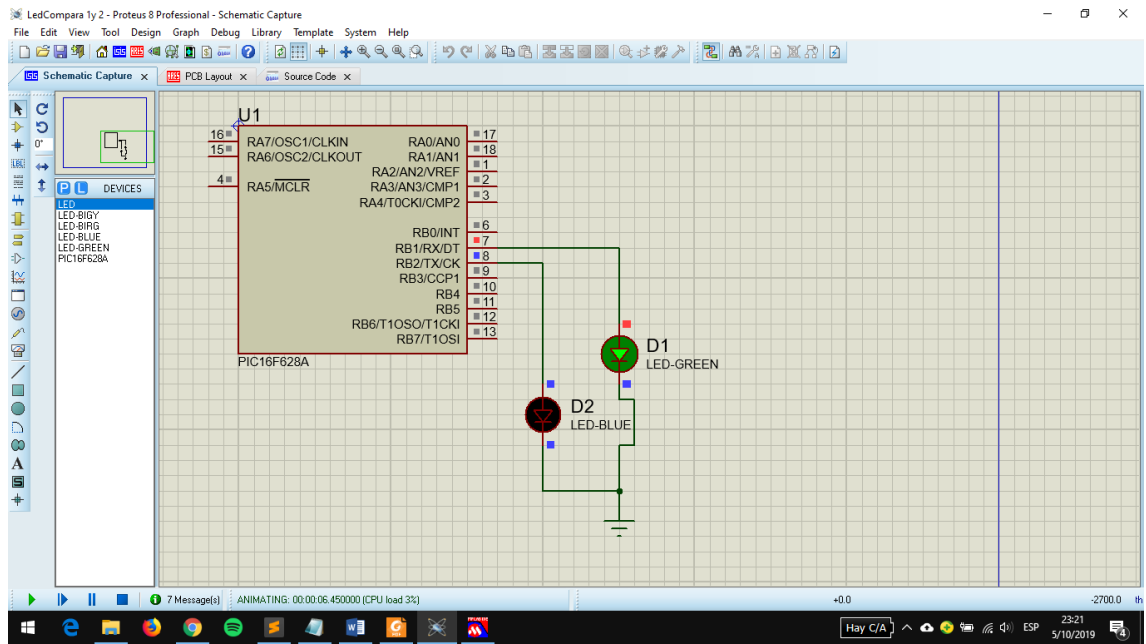 LedCompara 1y 2 - Proteus 8 Professional - Schematic Capture
File Edit View Tool Design Graph Debug Library Template System Help
Schematic Capture
PCB Layout
Source Code
0°
P L DEVICES
LED
LED-BIGY
LED-BIRG
LED-BLUE
LED-GREEN
PIC16F628A
U1
16 RA7/OSC1/CLKIN RA0/AN0 17
15 RA6/OSC2/CLKOUT RA1/AN1 18
RA2/AN2/VREF 1
4 RA5/MCLR RA3/AN3/CMP1 2
RA4/T0CKI/CMP2 3
RB0/INT 6
RB1/RX/DT 7
RB2/TX/CK 8
RB3/CCP1 9
RB4 10
RB5 11
RB6/T1OSO/T1CKI 12
RB7/T1OSI 13
PIC16F628A
D1
LED-GREEN
D2
LED-BLUE
7 Message(s) ANIMATING: 00:00:06.450000 (CPU load 3%) +0.0 -2700.0 th
Hay C/A ESP 23:21
5/10/2019 4